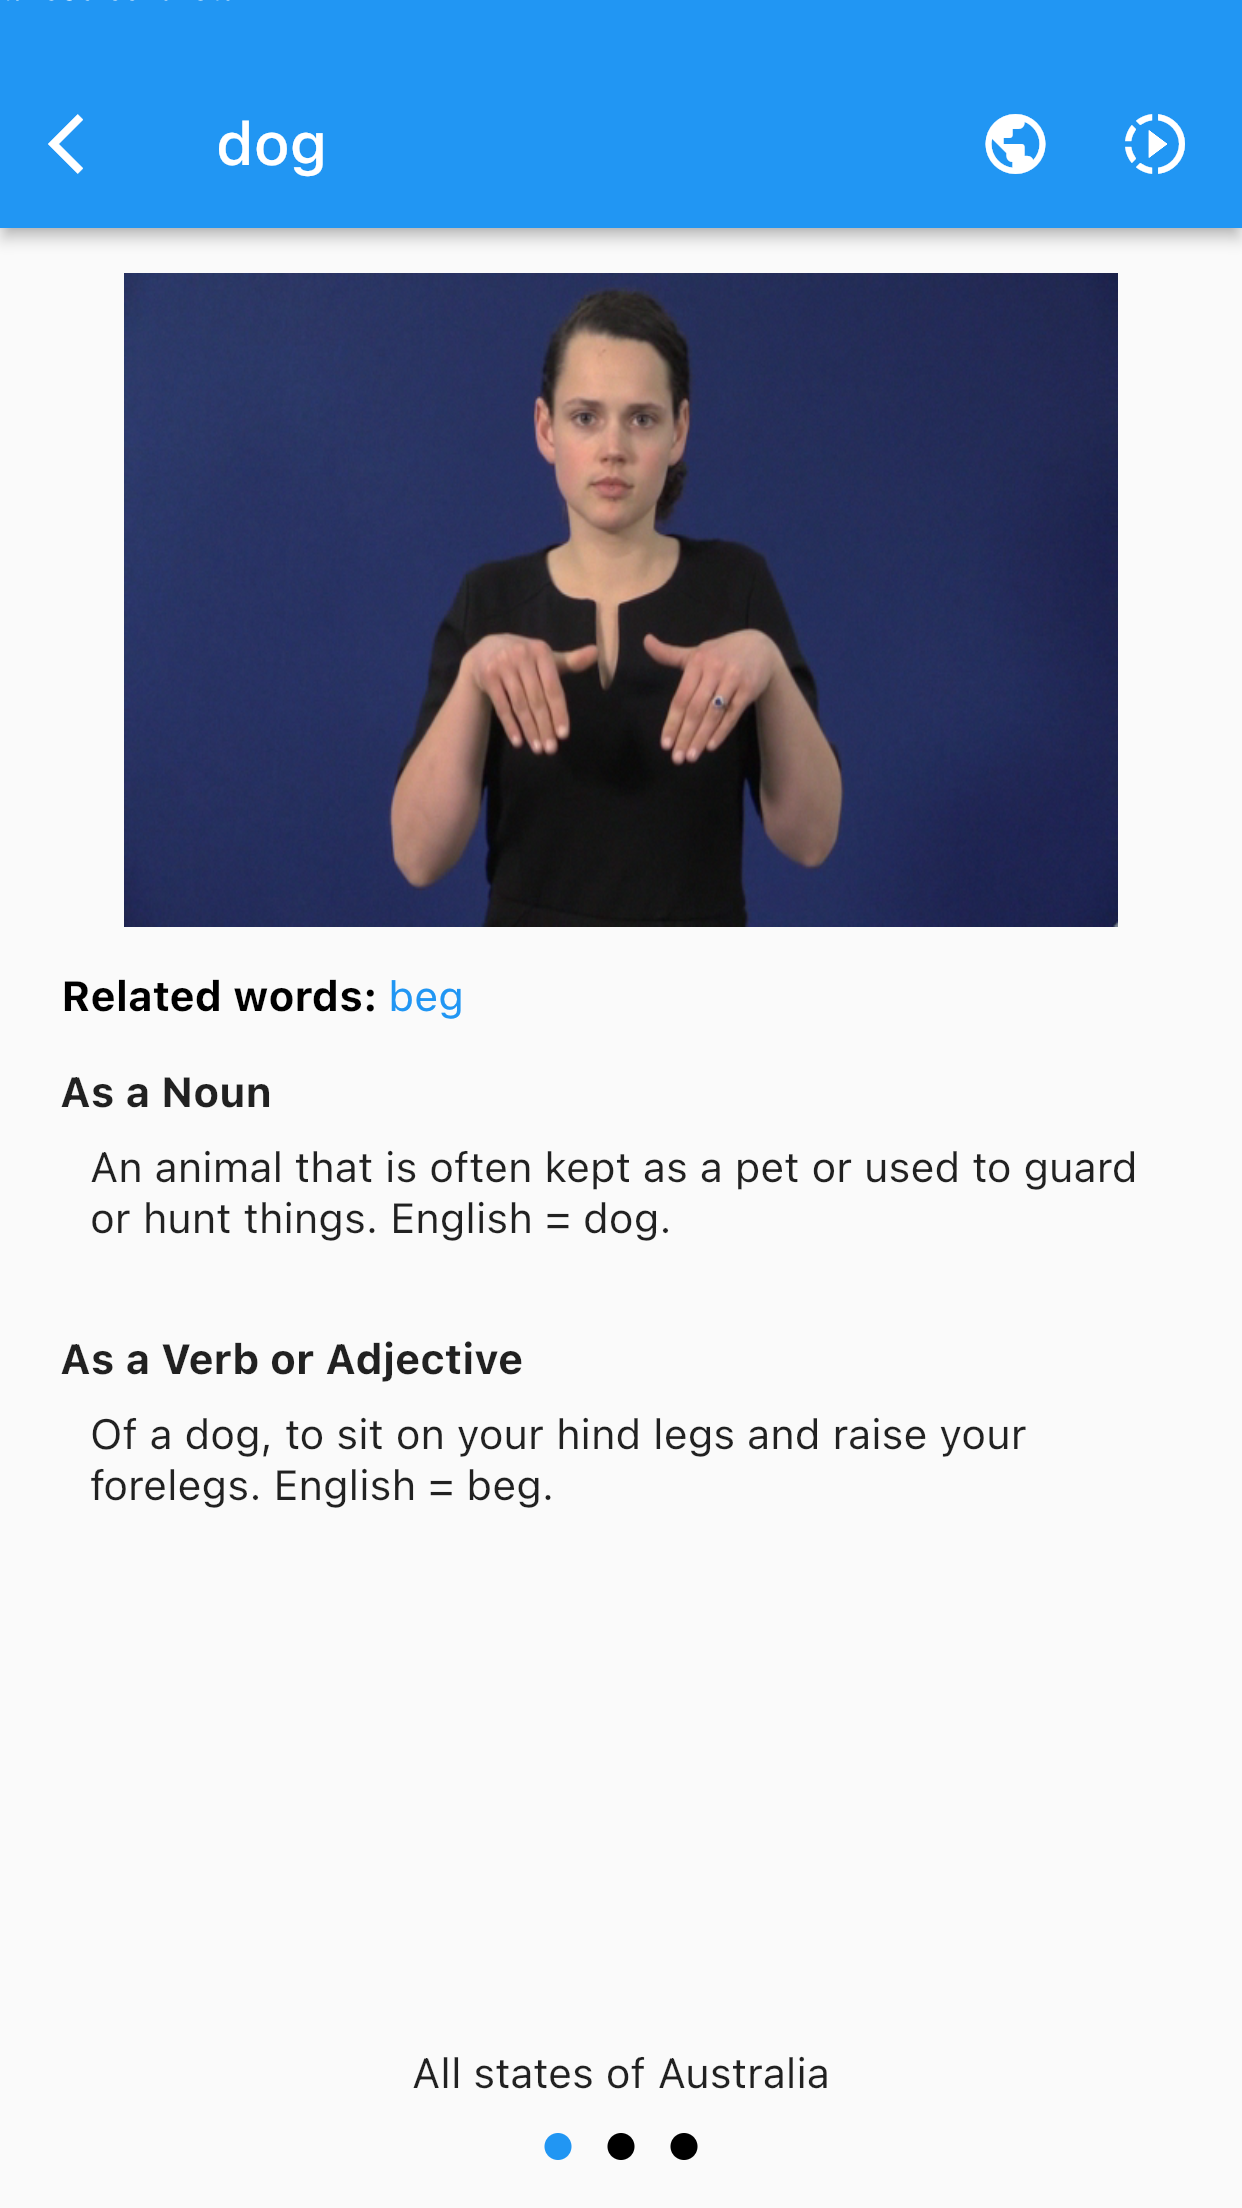 dog
Related words: beg
As a Noun
An animal that is often kept as a pet or used to guard
or hunt things. English = dog.
As a Verb or Adjective
Of a dog, to sit on your hind legs and raise your
forelegs. English = beg.
All states of Australia